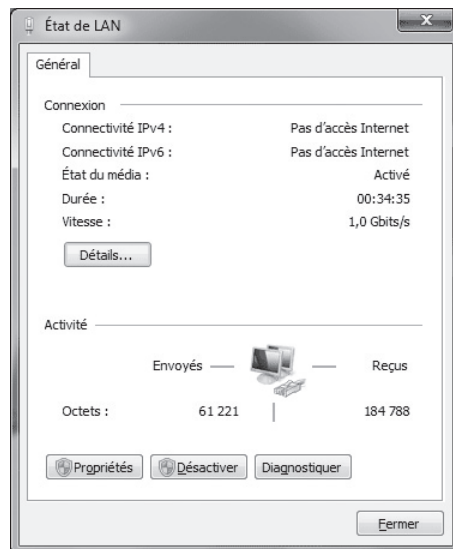 État de LAN
Général
Connexion
Connectivité IPv4 : Pas d'accès Internet
Connectivité IPv6 : Pas d'accès Internet
État du média : Activé
Durée : 00:34:35
Vitesse : 1,0 Gbits/s
Détails...
Activité
Envoyés — Reçus
Octets : 61 221 184 788
Propriétés Désactiver Diagnostiquer
Fermer